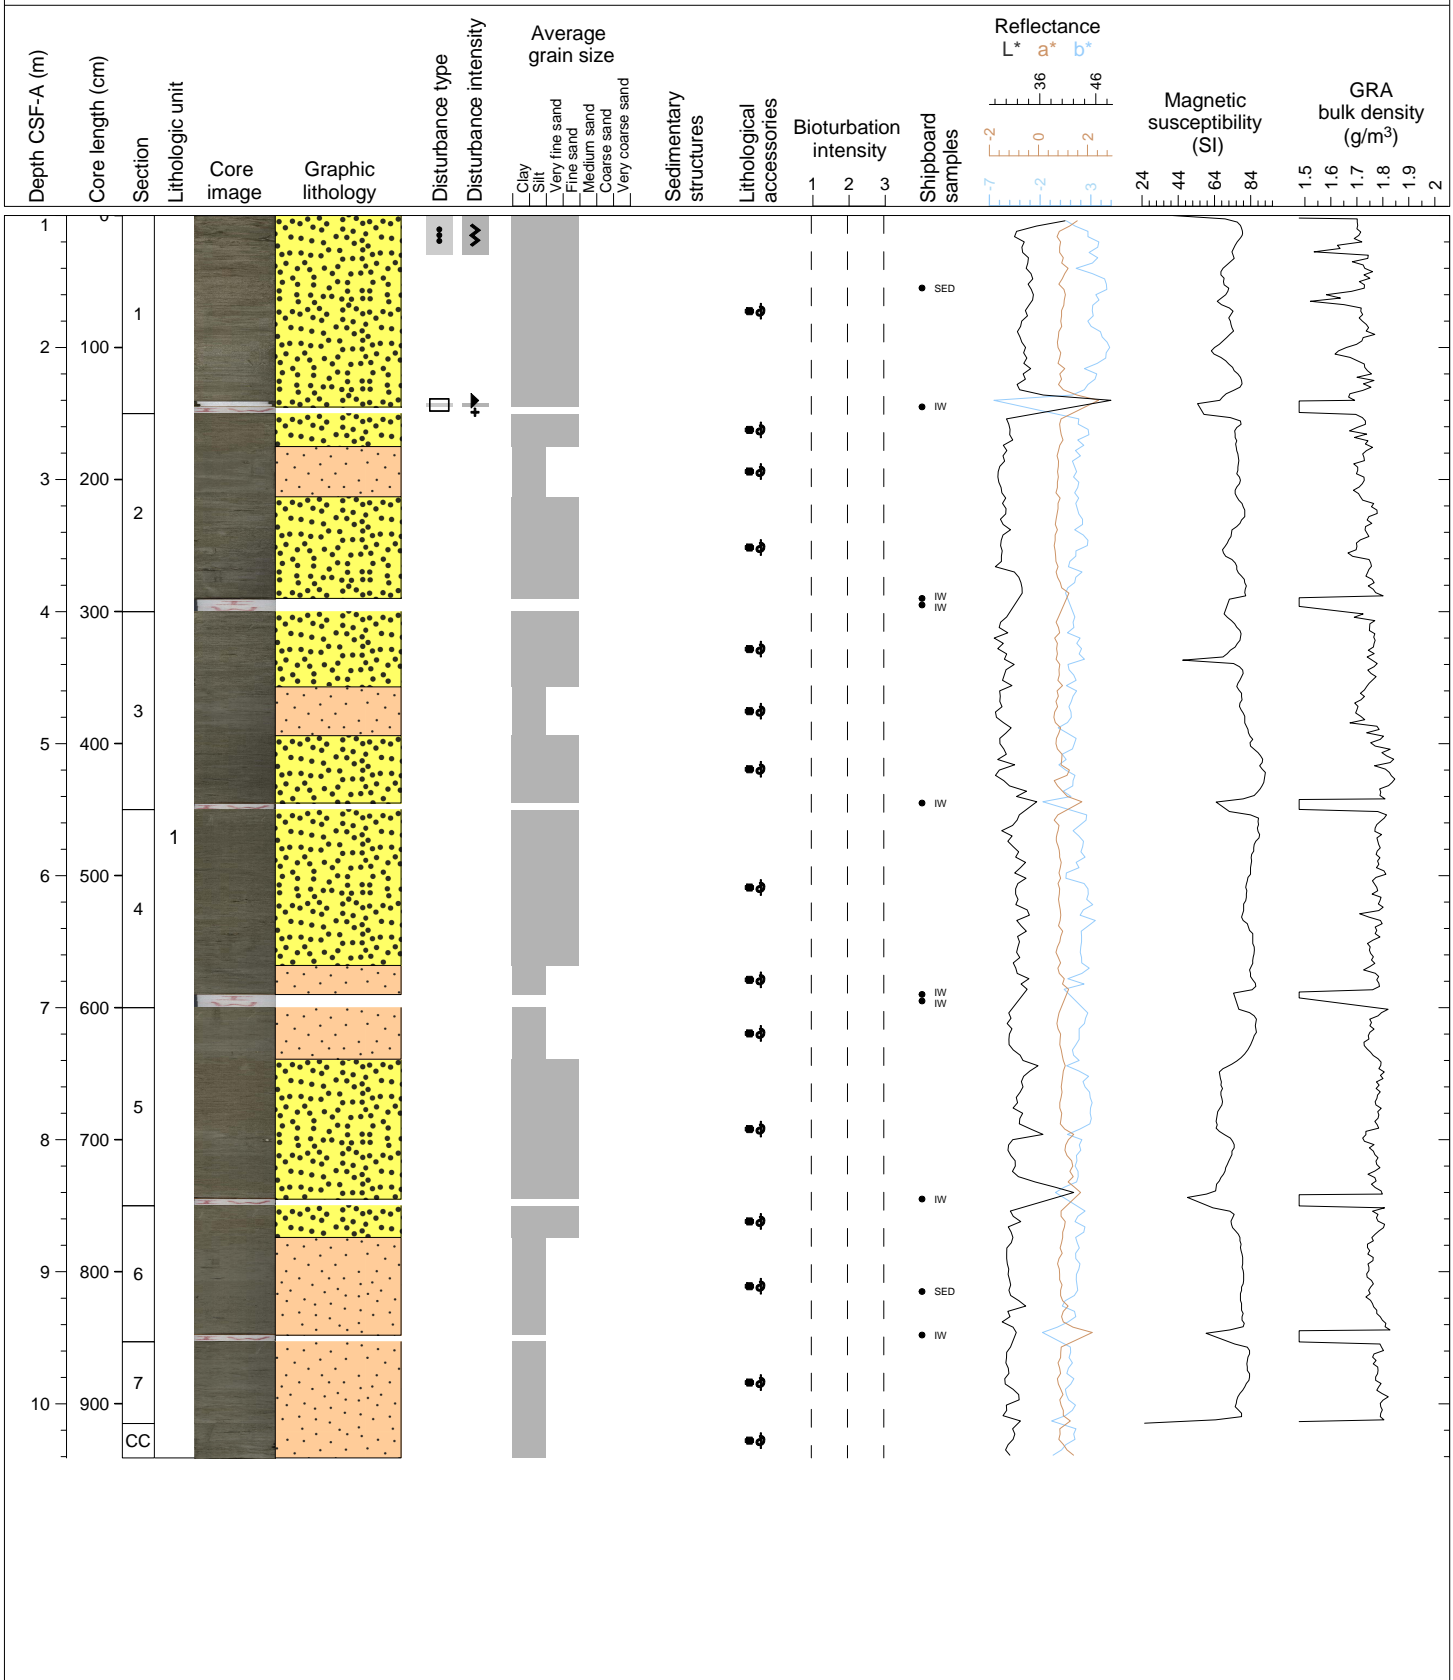 Depth CSF-A (m)
Core length (cm)
Section
Lithologic unit
Core
image
Graphic
lithology
Disturbance type
Disturbance intensity
Average
grain size
Clay
Silt
Very fine sand
Fine sand
Medium sand
Coarse sand
Very coarse sand
Sedimentary
structures
Lithological
accessories
Bioturbation
intensity
1 2 3
Shipboard
samples
Reflectance
L* a* b*
36 46
-2 0 2
-7 -2 3
Magnetic
susceptibility
(SI)
24 44 64 84
GRA
bulk density
(g/m³)
1.5 1.6 1.7 1.8 1.9 2
1 0
SED
1
2 100
IW
3 200
2
IW
4 300
IW
3
5 400
IW
1
6 500
4
IW
7 600
IW
5
8 700
IW
9 800
6
SED
IW
7
10 900
CC